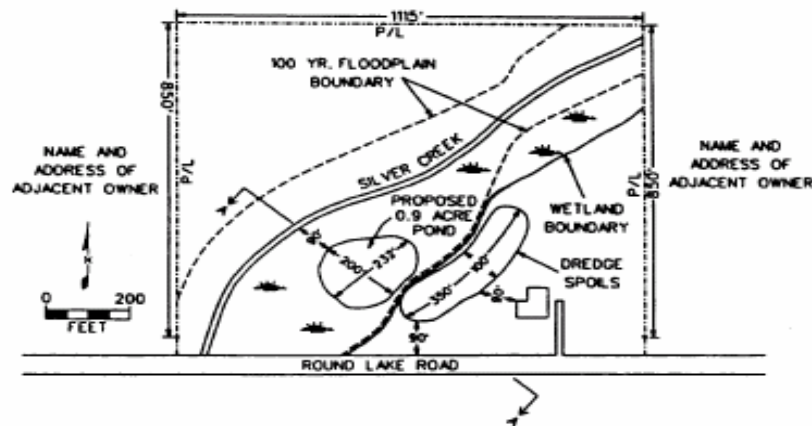 1115'
P/L
100 YR. FLOODPLAIN
BOUNDARY
850'
P/L
NAME AND
ADDRESS OF
ADJACENT OWNER
SILVER CREEK
A
PROPOSED
0.9 ACRE
POND
200'
232'
N
0 200
FEET
P/L
850'
NAME AND
ADDRESS OF
ADJACENT OWNER
WETLAND
BOUNDARY
DREDGE
SPOILS
100'
350'
90'
ROUND LAKE ROAD
A